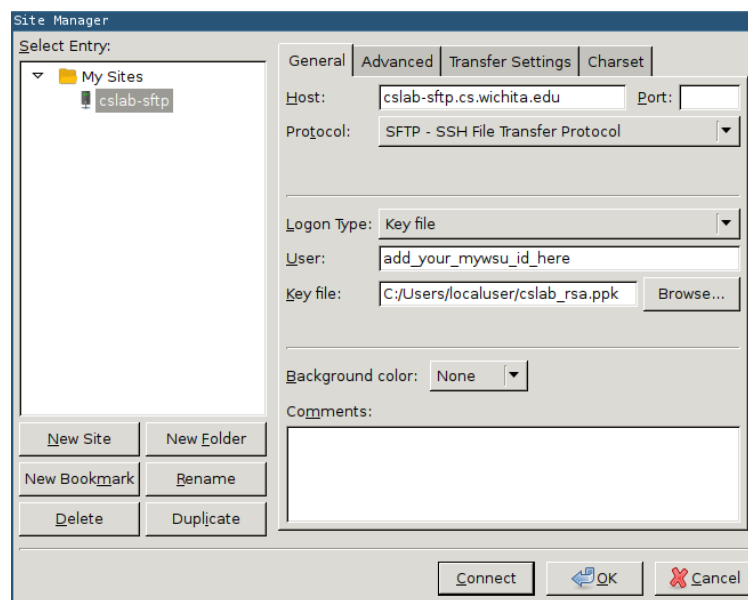 Site Manager
Select Entry:
My Sites
cslab-sftp
New Site New Folder
New Bookmark Rename
Delete Duplicate
General Advanced Transfer Settings Charset
Host: cslab-sftp.cs.wichita.edu Port:
Protocol: SFTP - SSH File Transfer Protocol
Logon Type: Key file
User: add_your_mywsu_id_here
Key file: C:/Users/localuser/cslab_rsa.ppk Browse...
Background color: None
Comments:
Connect OK Cancel